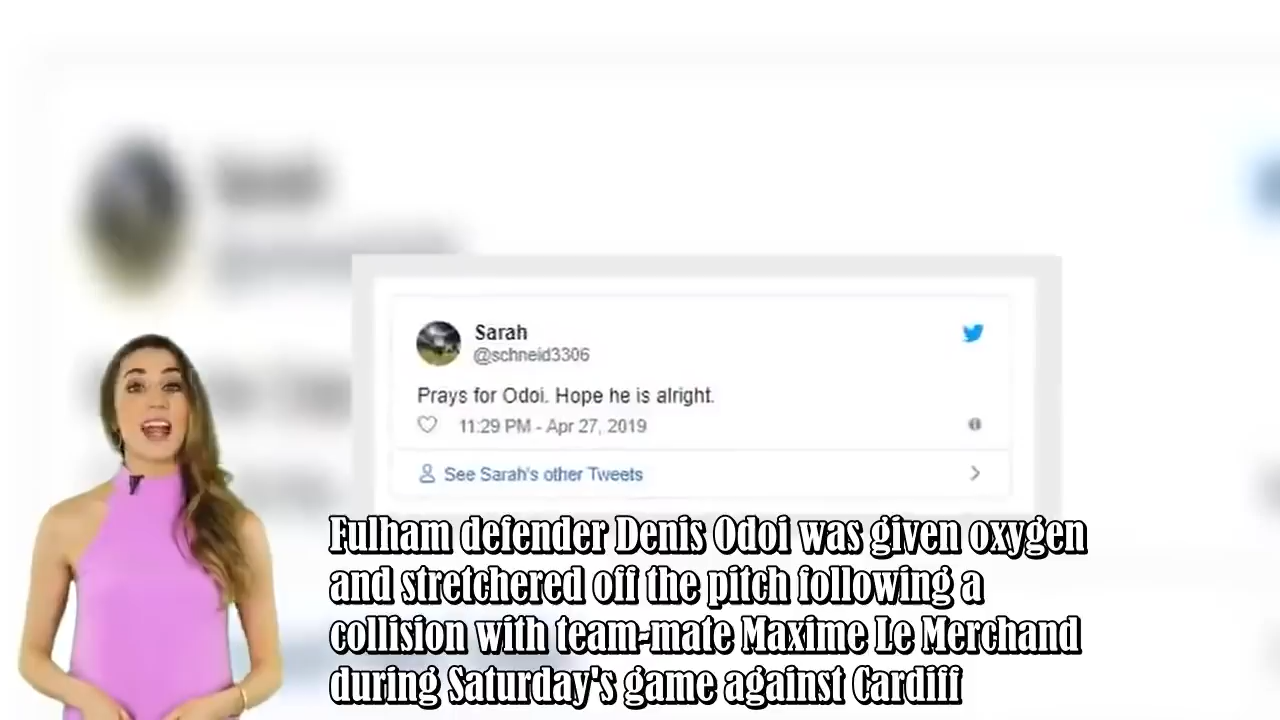 Sarah
@schneid3306
Prays for Odoi. Hope he is alright.
11:29 PM - Apr 27, 2019
See Sarah's other Tweets
Fulham defender Denis Odoi was given oxygen
and stretchered off the pitch following a
collision with team-mate Maxime Le Merchand
during Saturday's game against Cardiff